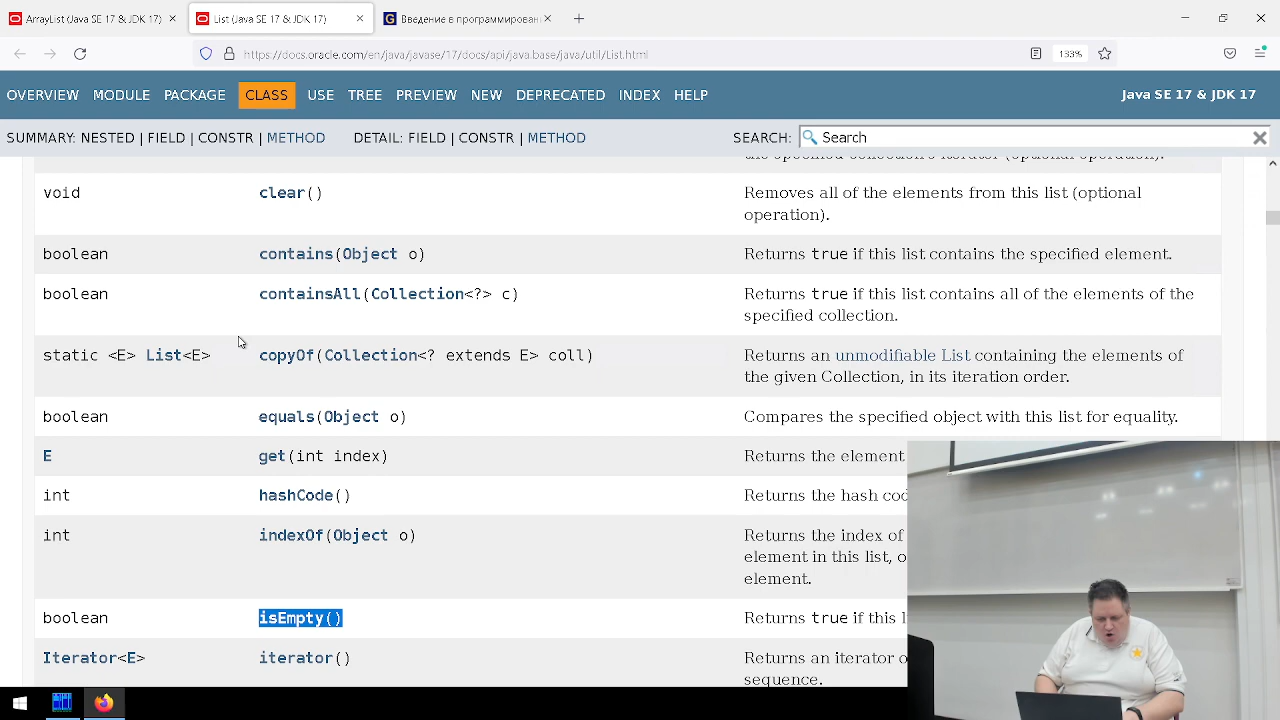 ArrayList (Java SE 17 & JDK 17)
List (Java SE 17 & JDK 17)
Введение в программирован
https://docs.oracle.com/en/java/javase/17/docs/api/java.base/java/util/List.html
133%
OVERVIEW MODULE PACKAGE CLASS USE TREE PREVIEW NEW DEPRECATED INDEX HELP
Java SE 17 & JDK 17
SUMMARY: NESTED | FIELD | CONSTR | METHOD DETAIL: FIELD | CONSTR | METHOD
SEARCH: Search
the specified collection's iterator (optional operation).
void clear() Removes all of the elements from this list (optional
operation).
boolean contains(Object o) Returns true if this list contains the specified element.
boolean containsAll(Collection<?> c) Returns true if this list contains all of the elements of the
specified collection.
static <E> List<E> copyOf(Collection<? extends E> coll) Returns an unmodifiable List containing the elements of
the given Collection, in its iteration order.
boolean equals(Object o) Compares the specified object with this list for equality.
E get(int index) Returns the element
int hashCode() Returns the hash cod
int indexOf(Object o) Returns the index of
element in this list, o
element.
boolean isEmpty() Returns true if this l
Iterator<E> iterator() Returns an iterator o
sequence.